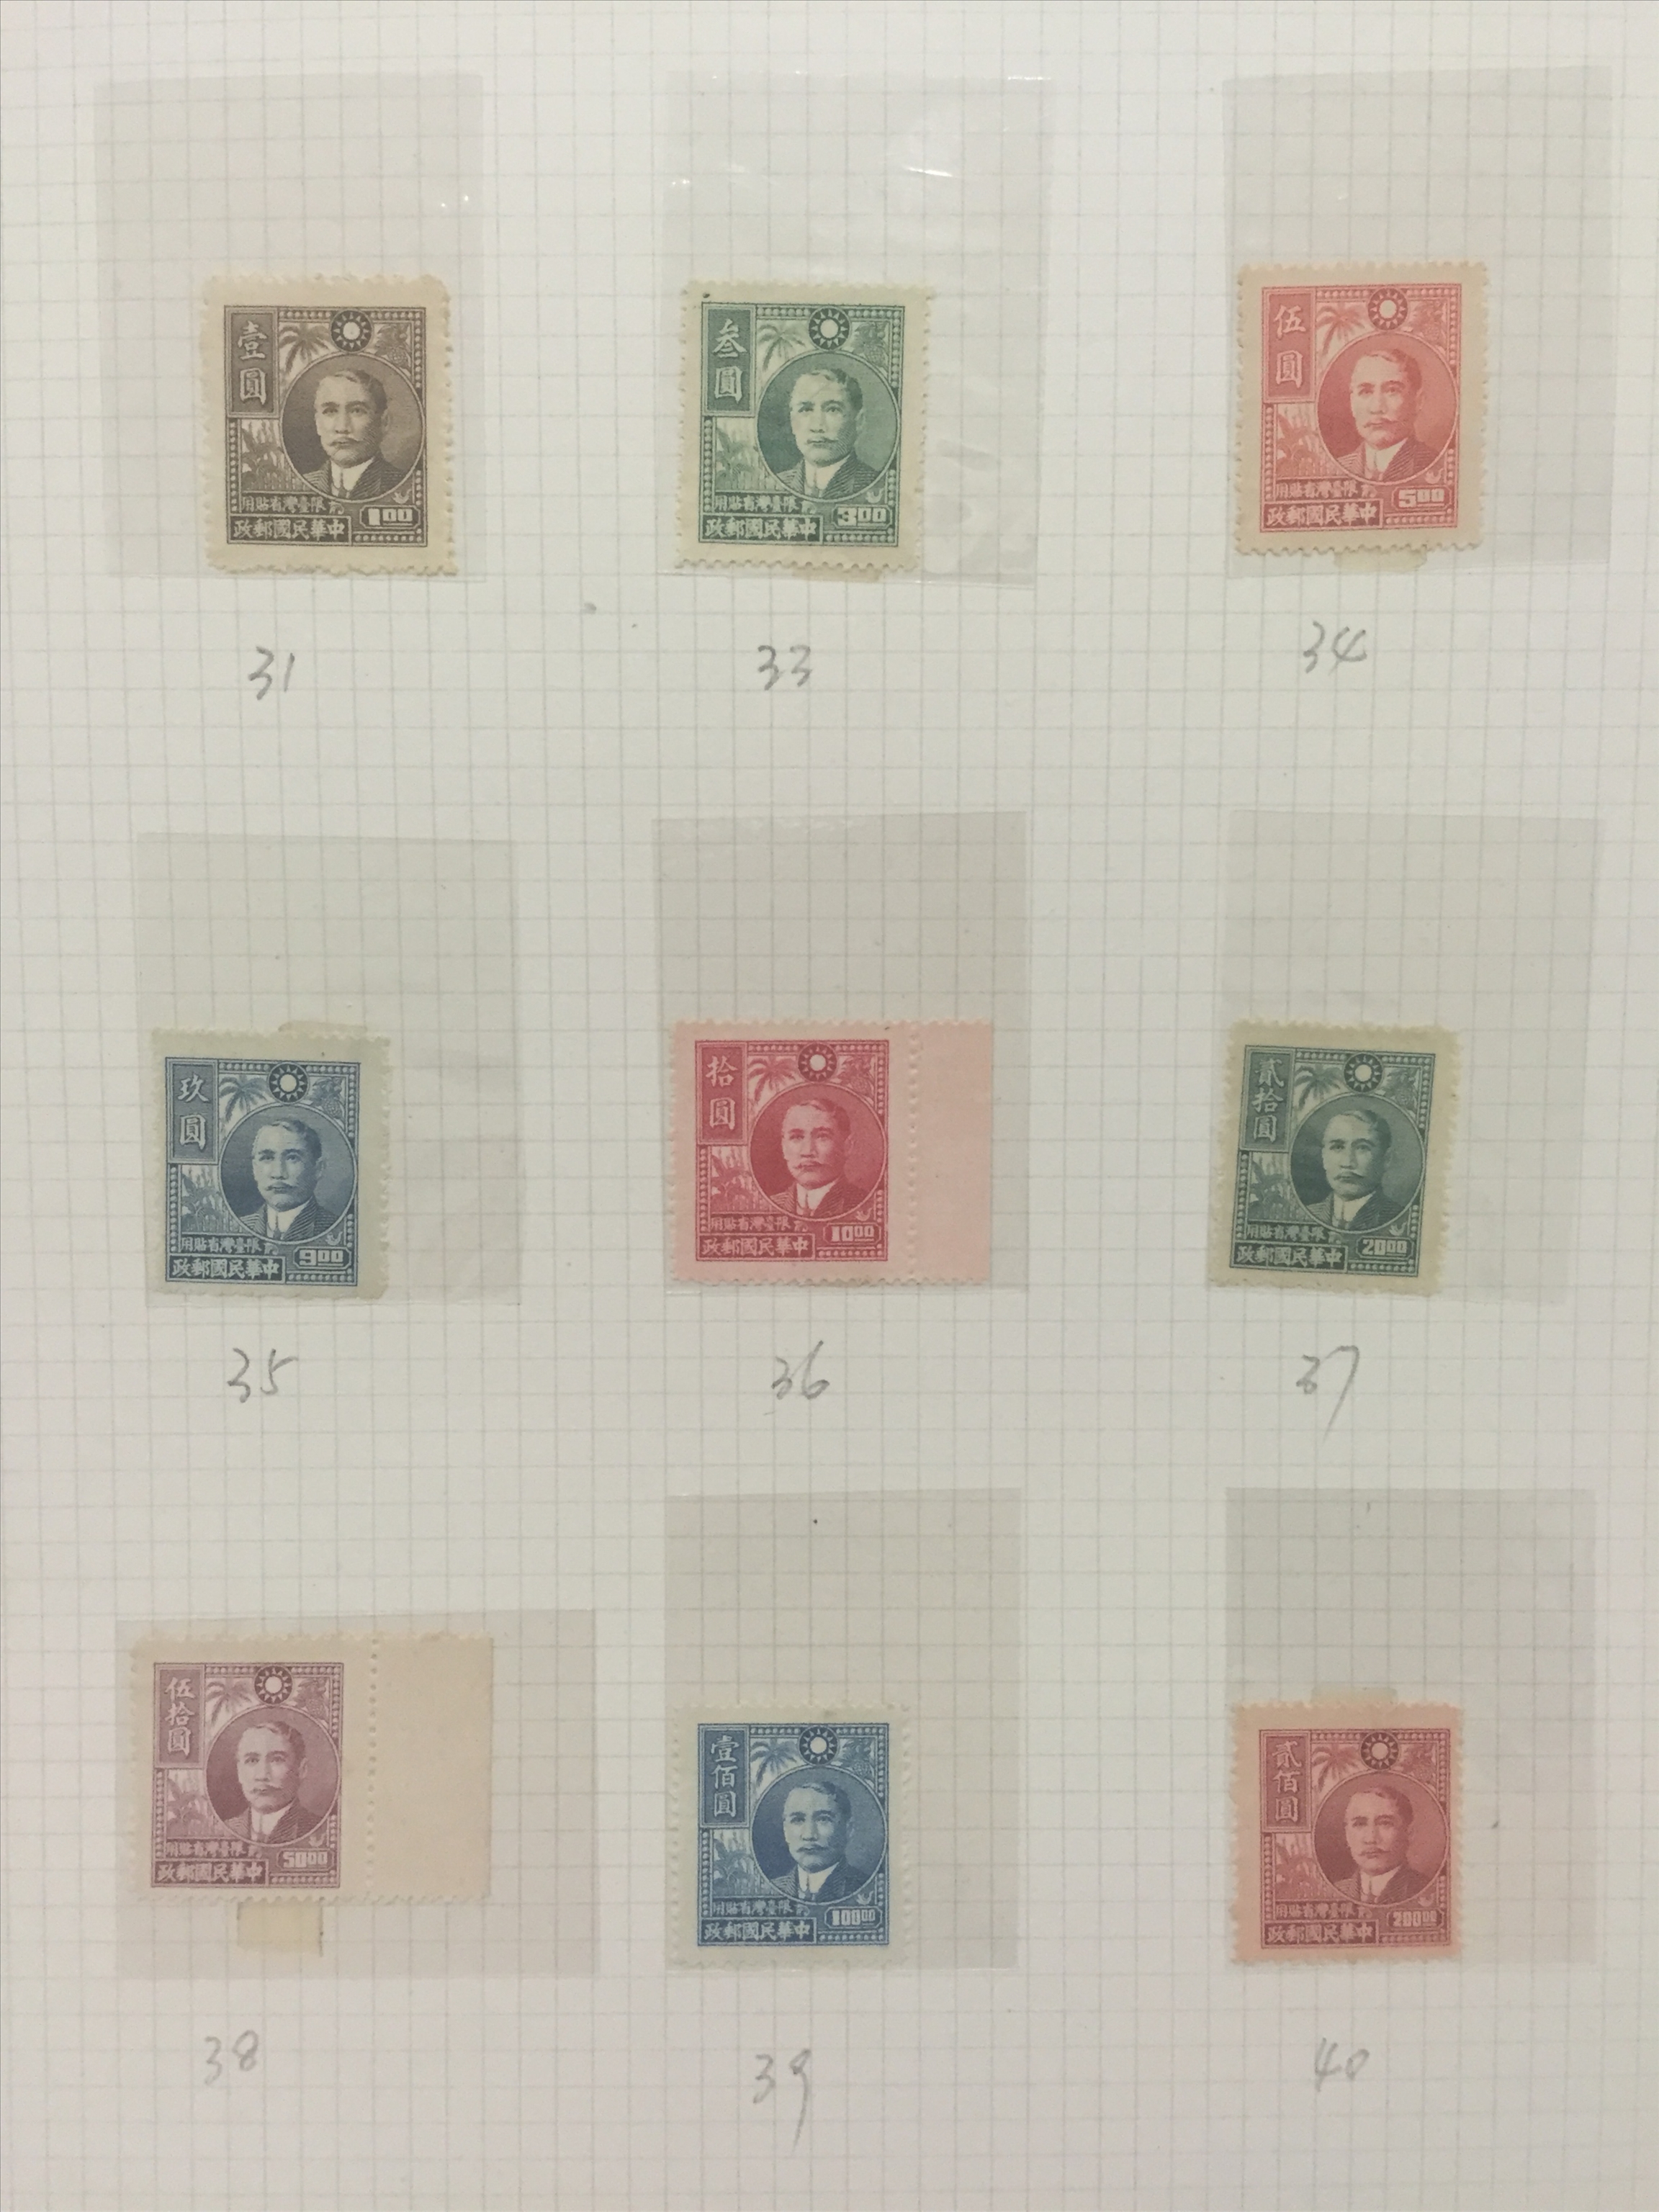 壹圓
限臺灣省貼用
1.00
中華民國郵政
31
叁圓
限臺灣省貼用
3.00
中華民國郵政
33
伍圓
限臺灣省貼用
5.00
中華民國郵政
34
玖圓
限臺灣省貼用
9.00
中華民國郵政
35
拾圓
限臺灣省貼用
10.00
中華民國郵政
36
貳拾圓
限臺灣省貼用
20.00
中華民國郵政
37
伍拾圓
限臺灣省貼用
50.00
中華民國郵政
38
壹佰圓
限臺灣省貼用
100.00
中華民國郵政
39
貳佰圓
限臺灣省貼用
200.00
中華民國郵政
40